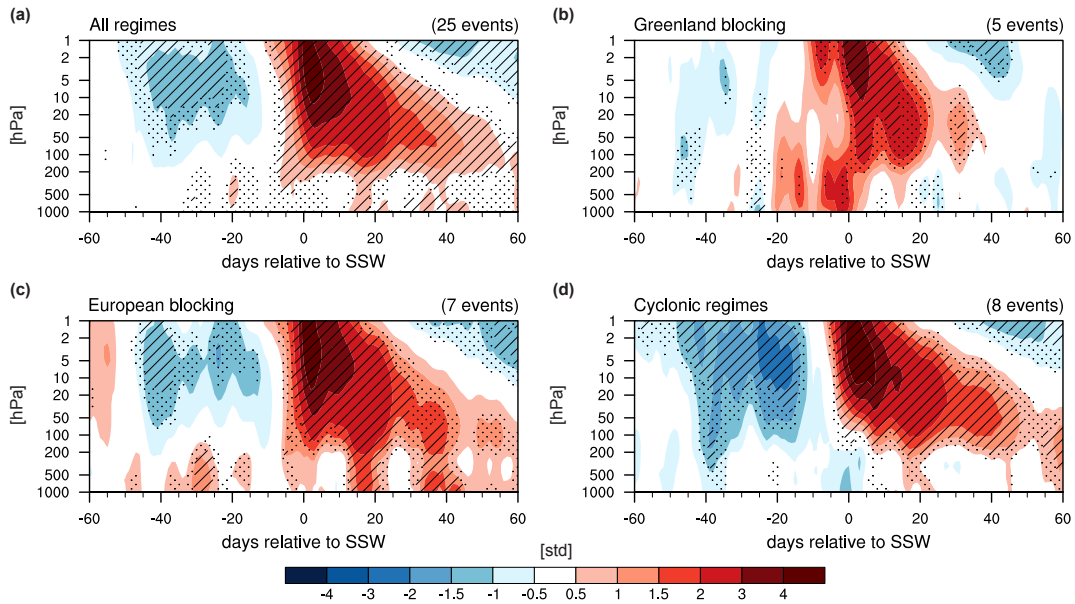 (a) All regimes (25 events)
[hPa]
1
2
5
10
20
50
100
200
500
1000
-60 -40 -20 0 20 40 60
days relative to SSW
(b) Greenland blocking (5 events)
[hPa]
1
2
5
10
20
50
100
200
500
1000
-60 -40 -20 0 20 40 60
days relative to SSW
(c) European blocking (7 events)
[hPa]
1
2
5
10
20
50
100
200
500
1000
-60 -40 -20 0 20 40 60
days relative to SSW
(d) Cyclonic regimes (8 events)
[hPa]
1
2
5
10
20
50
100
200
500
1000
-60 -40 -20 0 20 40 60
days relative to SSW
[std]
-4 -3 -2 -1.5 -1 -0.5 0.5 1 1.5 2 3 4